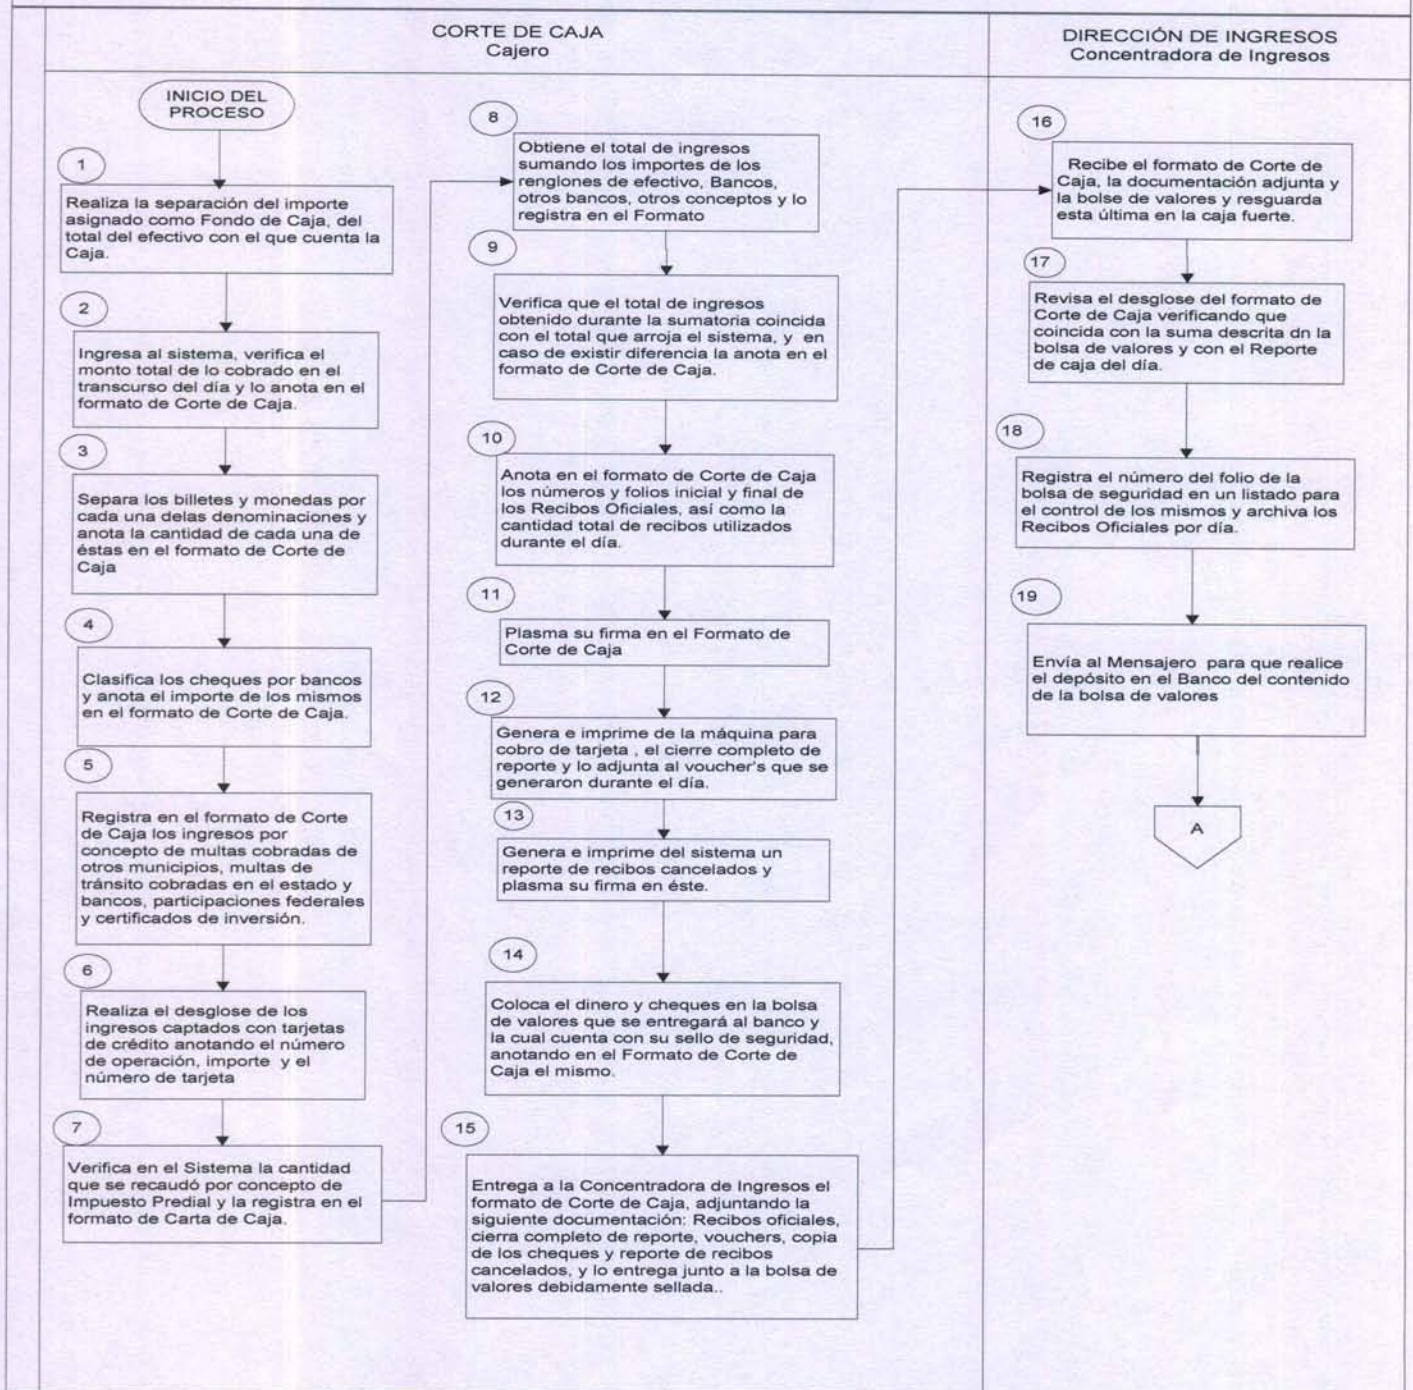 CORTE DE CAJA
Cajero
DIRECCIÓN DE INGRESOS
Concentradora de Ingresos
INICIO DEL
PROCESO
1
Realiza la separación del importe
asignado como Fondo de Caja, del
total del efectivo con el que cuenta la
Caja.
2
Ingresa al sistema, verifica el
monto total de lo cobrado en el
transcurso del día y lo anota en el
formato de Corte de Caja.
3
Separa los billetes y monedas por
cada una delas denominaciones y
anota la cantidad de cada una de
éstas en el formato de Corte de
Caja
4
Clasifica los cheques por bancos
y anota el importe de los mismos
en el formato de Corte de Caja.
5
Registra en el formato de Corte
de Caja los ingresos por
concepto de multas cobradas de
otros municipios, multas de
tránsito cobradas en el estado y
bancos, participaciones federales
y certificados de inversión.
6
Realiza el desglose de los
ingresos captados con tarjetas
de crédito anotando el número
de operación, importe y el
número de tarjeta
7
Verifica en el Sistema la cantidad
que se recaudó por concepto de
Impuesto Predial y la registra en el
formato de Carta de Caja.
8
Obtiene el total de ingresos
sumando los importes de los
renglones de efectivo, Bancos,
otros bancos, otros conceptos y lo
registra en el Formato
9
Verifica que el total de ingresos
obtenido durante la sumatoria coincida
con el total que arroja el sistema, y en
caso de existir diferencia la anota en el
formato de Corte de Caja.
10
Anota en el formato de Corte de Caja
los números y folios inicial y final de
los Recibos Oficiales, así como la
cantidad total de recibos utilizados
durante el día.
11
Plasma su firma en el Formato de
Corte de Caja
12
Genera e imprime de la máquina para
cobro de tarjeta , el cierre completo de
reporte y lo adjunta al voucher's que se
generaron durante el día.
13
Genera e imprime del sistema un
reporte de recibos cancelados y
plasma su firma en éste.
14
Coloca el dinero y cheques en la bolsa
de valores que se entregará al banco y
la cual cuenta con su sello de seguridad,
anotando en el Formato de Corte de
Caja el mismo.
15
Entrega a la Concentradora de Ingresos el
formato de Corte de Caja, adjuntando la
siguiente documentación: Recibos oficiales,
cierra completo de reporte, vouchers, copia
de los cheques y reporte de recibos
cancelados, y lo entrega junto a la bolsa de
valores debidamente sellada..
16
Recibe el formato de Corte de
Caja, la documentación adjunta y
la bolse de valores y resguarda
esta última en la caja fuerte.
17
Revisa el desglose del formato de
Corte de Caja verificando que
coincida con la suma descrita dn la
bolsa de valores y con el Reporte
de caja del día.
18
Registra el número del folio de la
bolsa de seguridad en un listado para
el control de los mismos y archiva los
Recibos Oficiales por día.
19
Envía al Mensajero para que realice
el depósito en el Banco del contenido
de la bolsa de valores
A